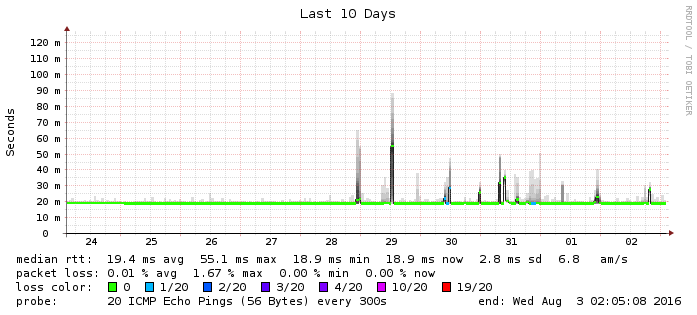 Last 10 Days
RRDTOOL / TOBI OETIKER
Seconds
120 m
110 m
100 m
90 m
80 m
70 m
60 m
50 m
40 m
30 m
20 m
10 m
0
24 25 26 27 28 29 30 31 01 02
median rtt: 19.4 ms avg 55.1 ms max 18.9 ms min 18.9 ms now 2.8 ms sd 6.8 am/s
packet loss: 0.01 % avg 1.67 % max 0.00 % min 0.00 % now
loss color: 0 1/20 2/20 3/20 4/20 10/20 19/20
probe: 20 ICMP Echo Pings (56 Bytes) every 300s end: Wed Aug 3 02:05:08 2016